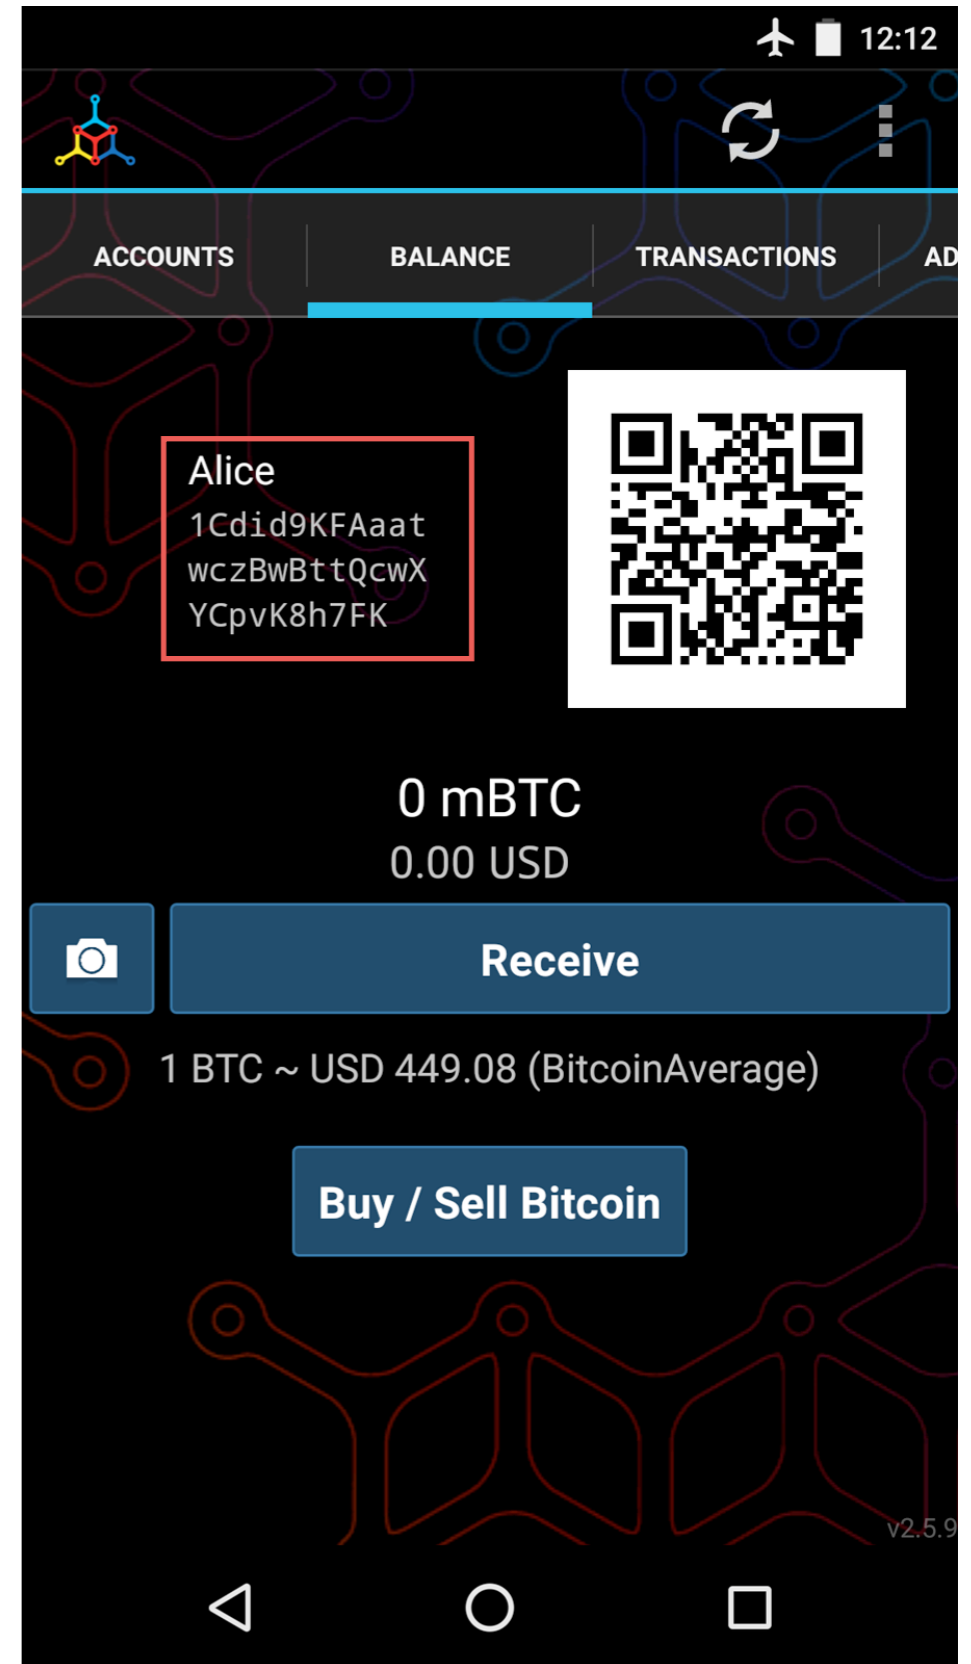 12:12
ACCOUNTS
BALANCE
TRANSACTIONS
AD
Alice
1Cdid9KFAaat
wczBwBttQcwX
YCpvK8h7FK
0 mBTC
0.00 USD
Receive
1 BTC ~ USD 449.08 (BitcoinAverage)
Buy / Sell Bitcoin
v2.5.9